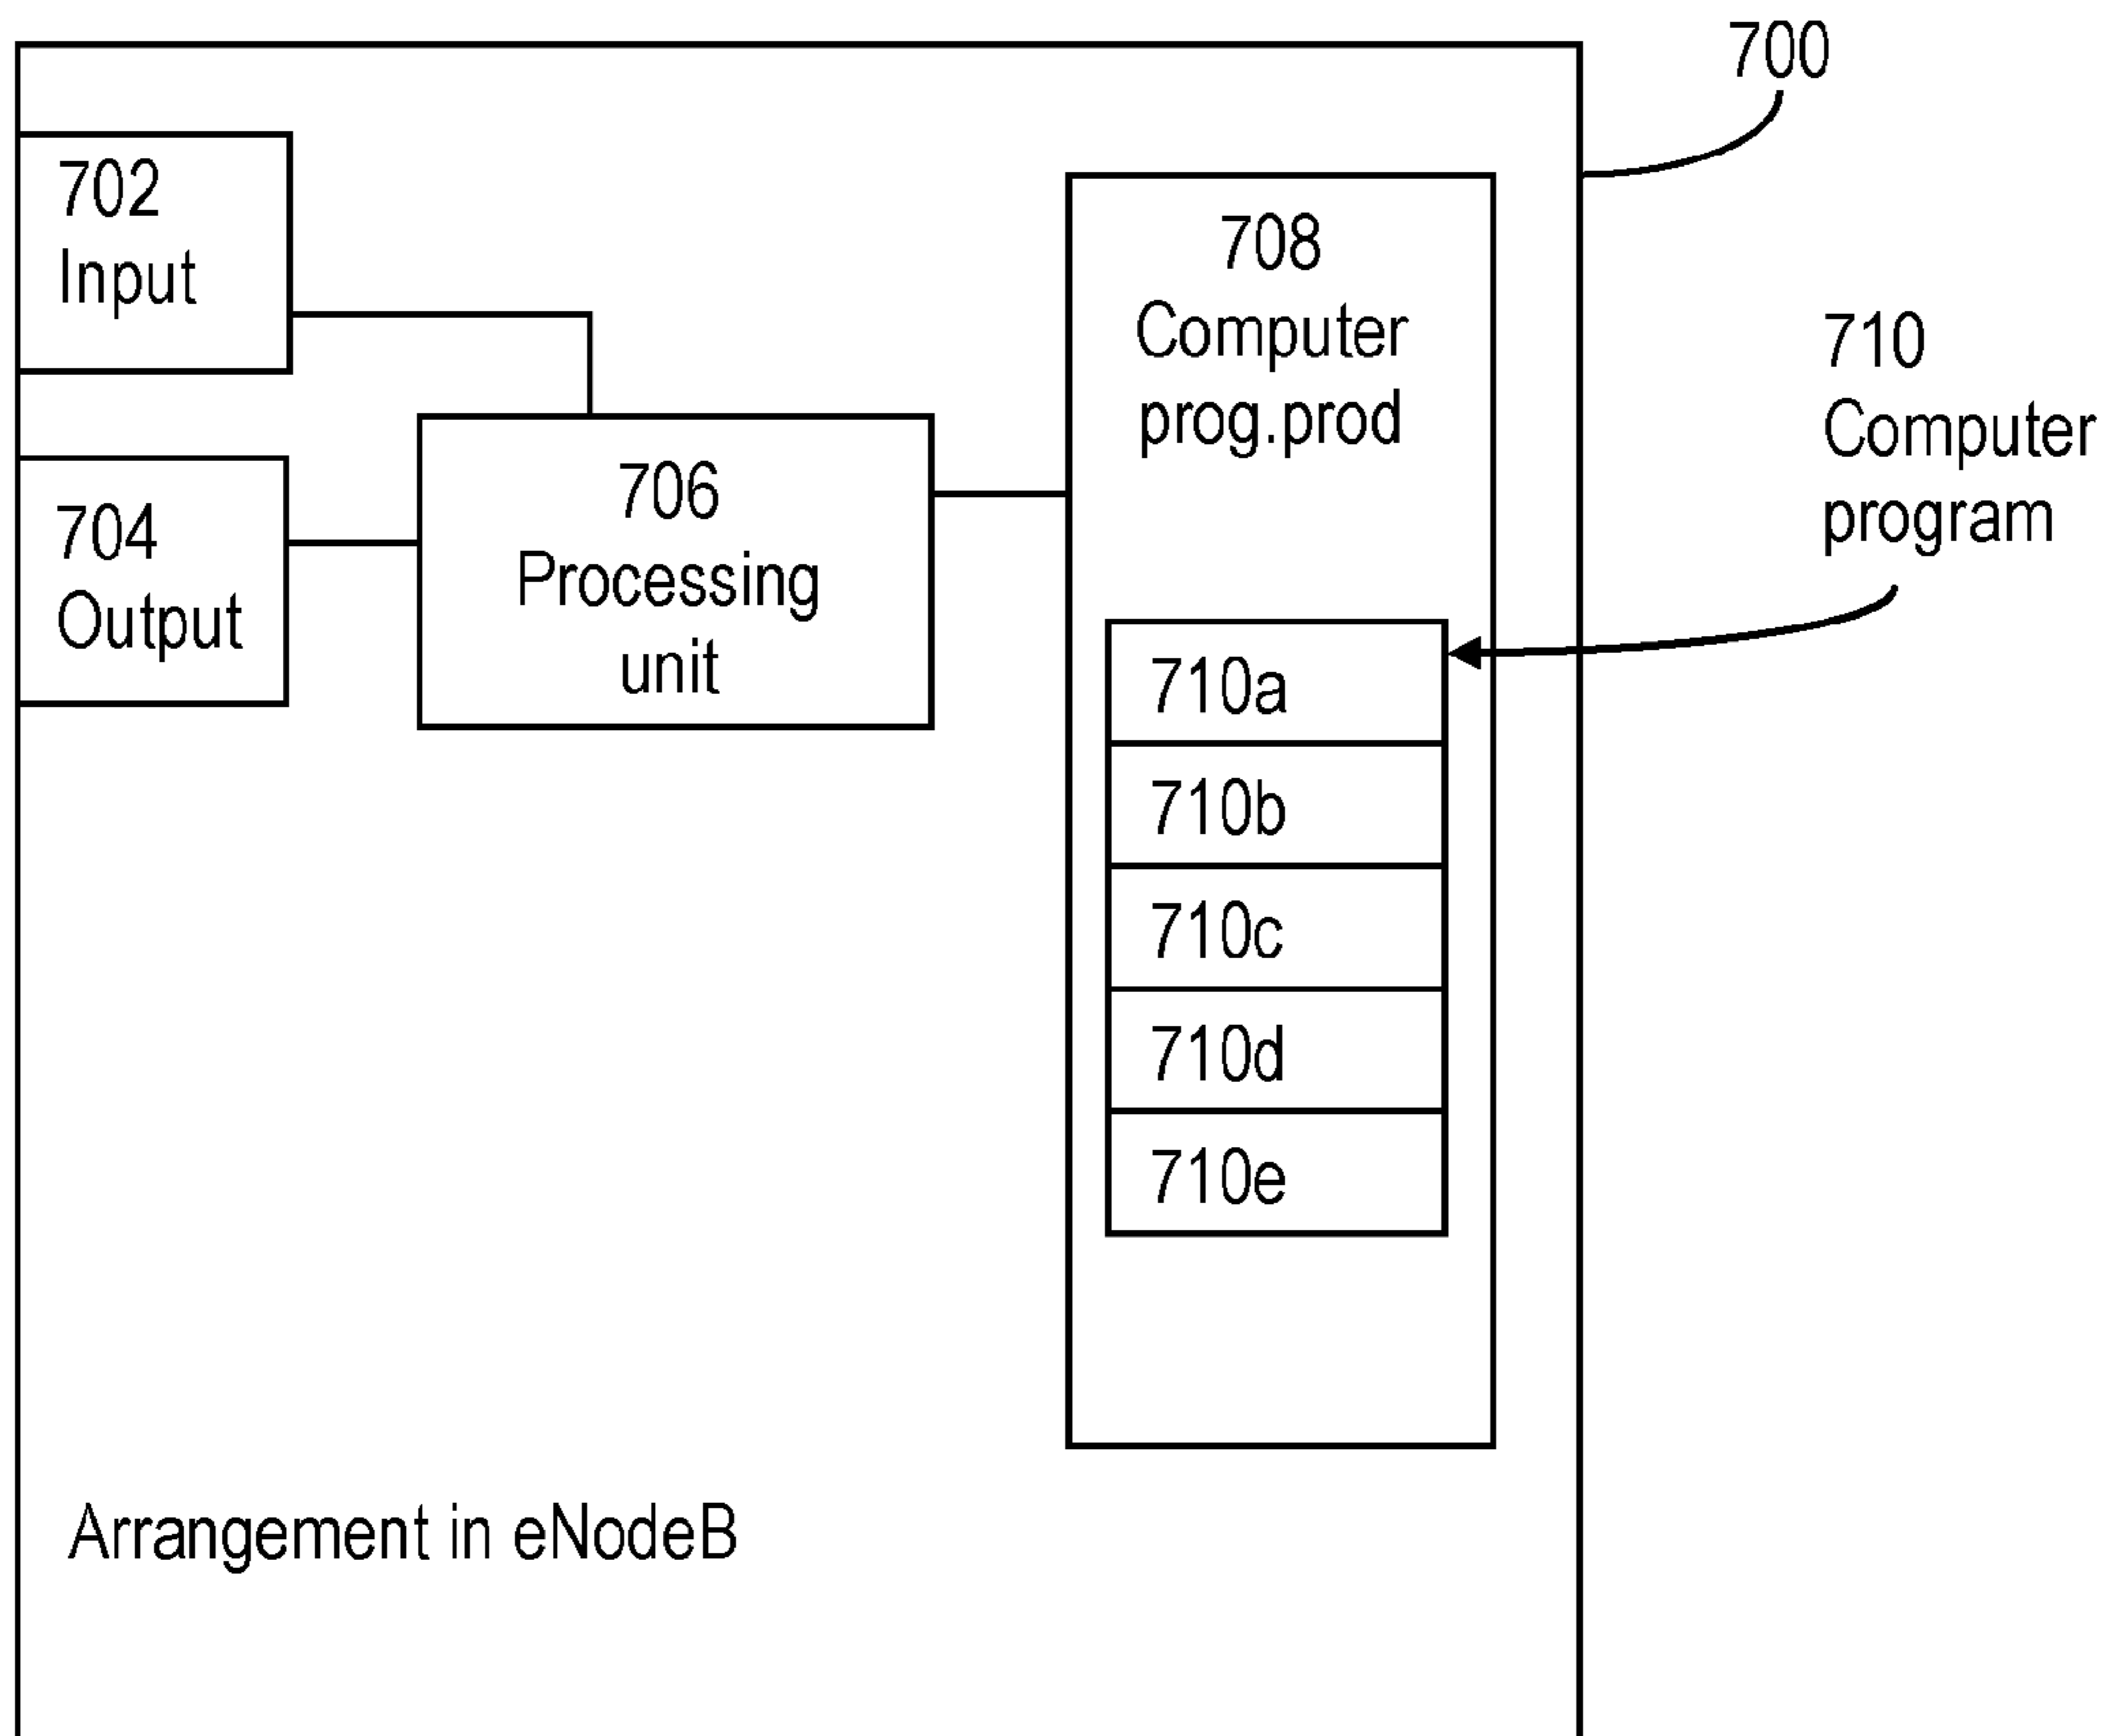 700
702
Input
704
Output
706
Processing
unit
708
Computer
prog.prod
710
Computer
program
710a
710b
710c
710d
710e
Arrangement in eNodeB